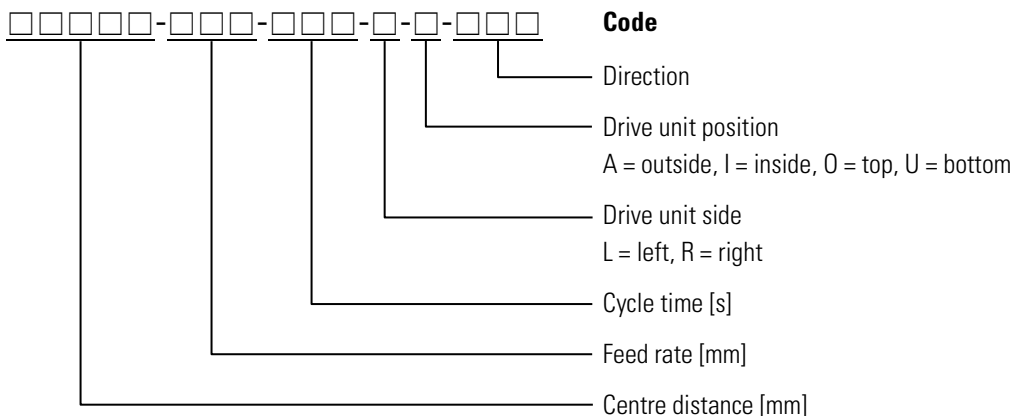 □□□□□-□□□-□□□-□-□-□□□ Code
Direction
Drive unit position
A = outside, I = inside, O = top, U = bottom
Drive unit side
L = left, R = right
Cycle time [s]
Feed rate [mm]
Centre distance [mm]